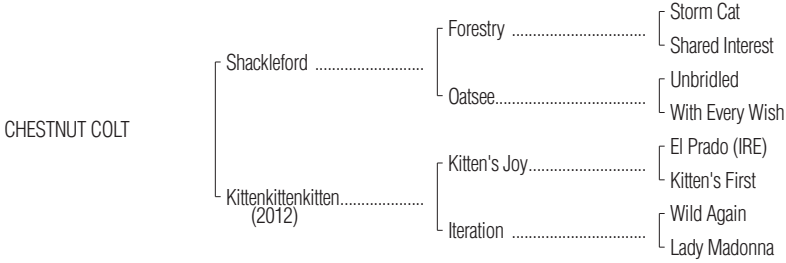 CHESTNUT COLT
Shackleford ..........................
Kittenkittenkitten....................
(2012)
Forestry ................................
Oatsee....................................
Kitten's Joy............................
Iteration ................................
Storm Cat
Shared Interest
Unbridled
With Every Wish
El Prado (IRE)
Kitten's First
Wild Again
Lady Madonna